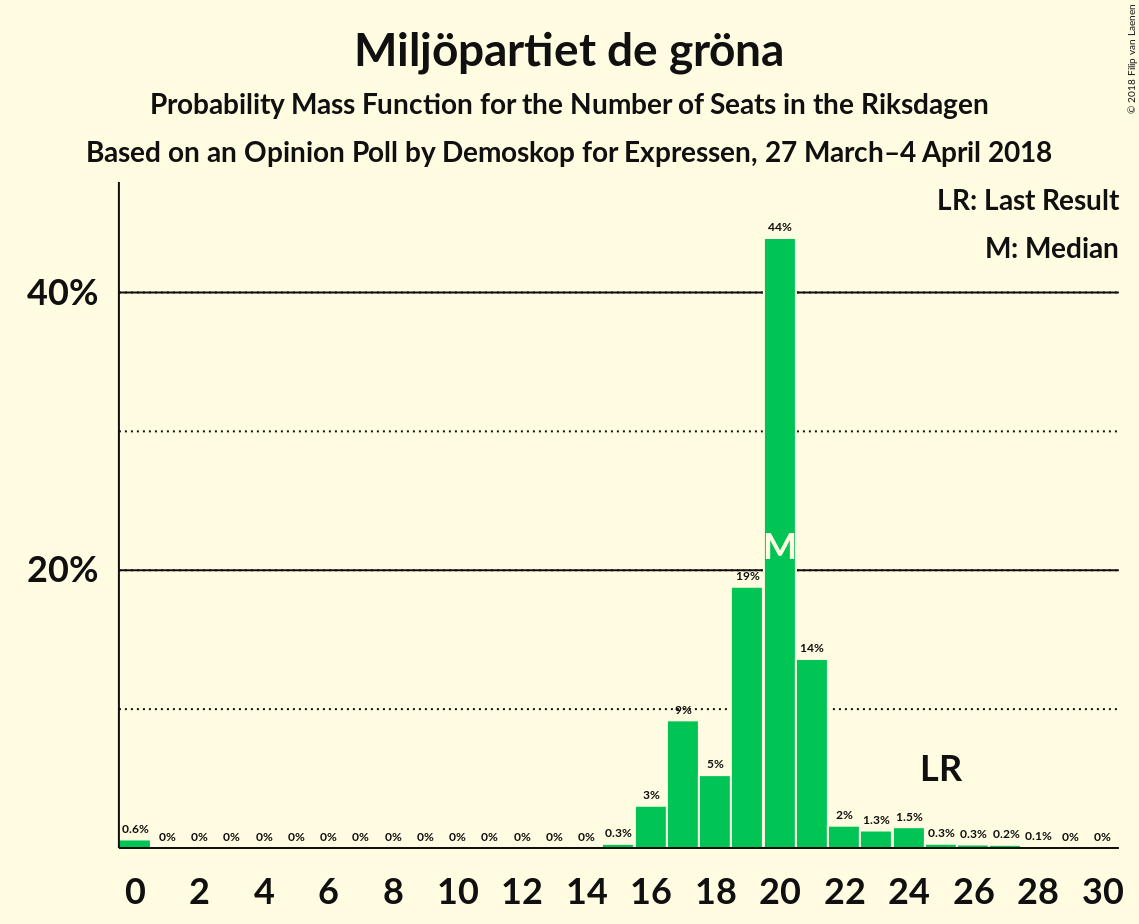 Miljöpartiet de gröna
Probability Mass Function for the Number of Seats in the Riksdagen
Based on an Opinion Poll by Demoskop for Expressen, 27 March–4 April 2018
© 2018 Filip van Laenen
LR: Last Result
M: Median
40%
20%
0.6% 0% 0% 0% 0% 0% 0% 0% 0% 0% 0% 0% 0% 0% 0% 0.3% 3% 9% 5% 19% 44% 14% 2% 1.3% 1.5% 0.3% 0.3% 0.2% 0.1% 0% 0%
M
LR
0 2 4 6 8 10 12 14 16 18 20 22 24 26 28 30